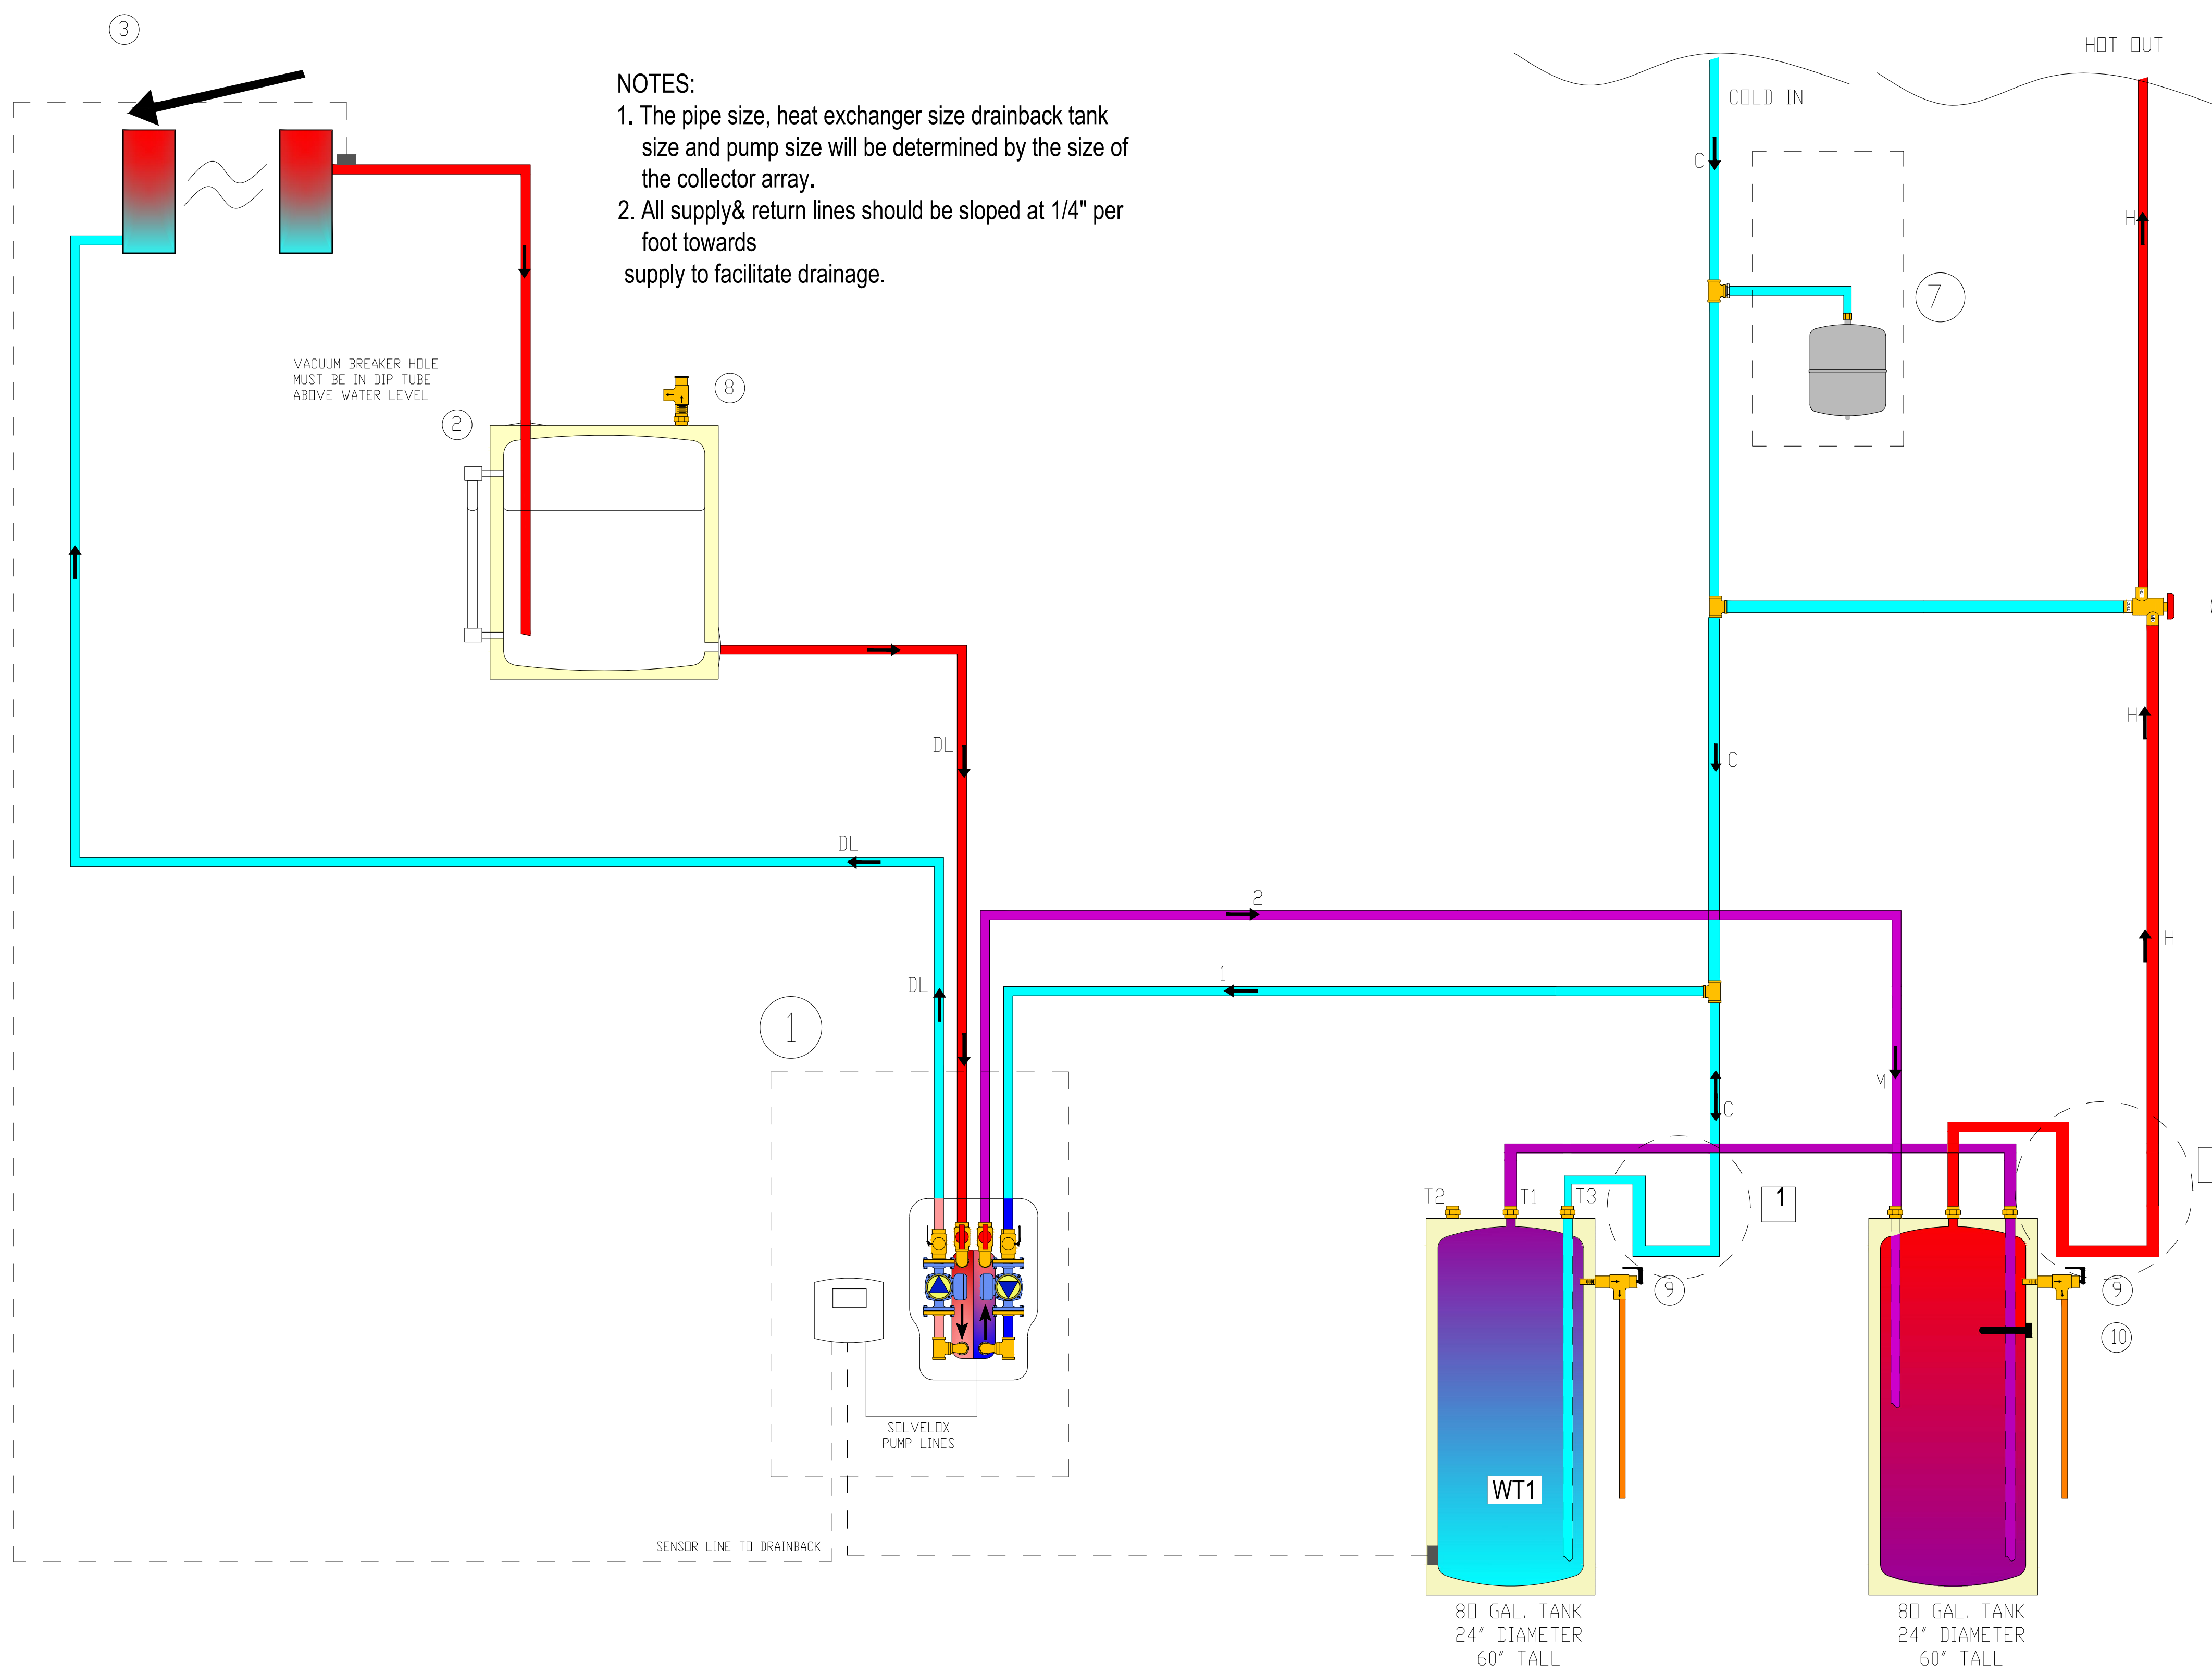 3
HOT OUT
NOTES:
1. The pipe size, heat exchanger size drainback tank
size and pump size will be determined by the size of
the collector array.
2. All supply& return lines should be sloped at 1/4" per
foot towards
supply to facilitate drainage.
COLD IN
C
H
7
VACUUM BREAKER HOLE
MUST BE IN DIP TUBE
ABOVE WATER LEVEL
8
2
H
DL
C
DL
2
H
1
DL
1
M
C
T2
T1
T3
1
9
9
10
SOLVELOX
PUMP LINES
WT1
SENSOR LINE TO DRAINBACK
80 GAL. TANK
24" DIAMETER
60" TALL
80 GAL. TANK
24" DIAMETER
60" TALL